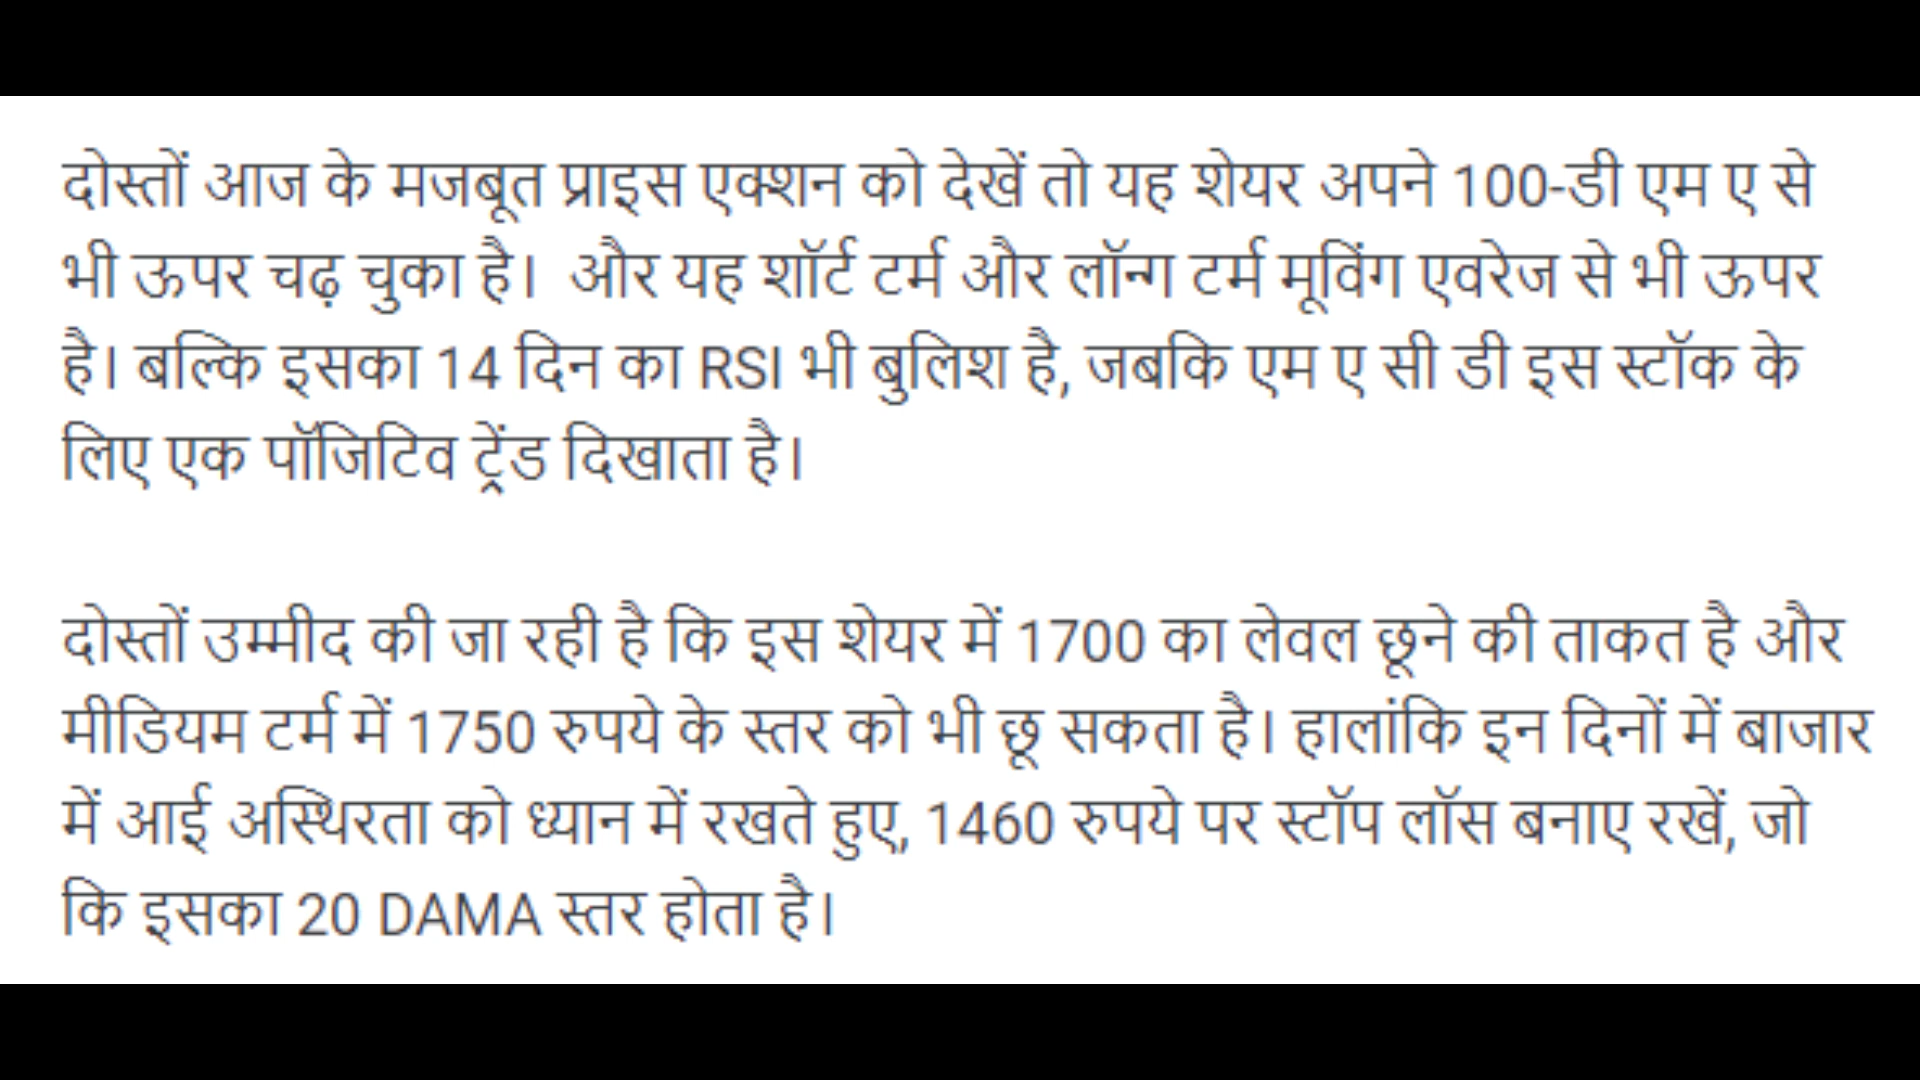 दोस्तों आज के मजबूत प्राइस एक्शन को देखें तो यह शेयर अपने 100-डी एम ए से
भी ऊपर चढ़ चुका है।  और यह शॉर्ट टर्म और लॉन्ग टर्म मूविंग एवरेज से भी ऊपर
है। बल्कि इसका 14 दिन का RSI भी बुलिश है, जबकि एम ए सी डी इस स्टॉक के
लिए एक पॉजिटिव ट्रेंड दिखाता है।
दोस्तों उम्मीद की जा रही है कि इस शेयर में 1700 का लेवल छूने की ताकत है और
मीडियम टर्म में 1750 रुपये के स्तर को भी छू सकता है। हालांकि इन दिनों में बाजार
में आई अस्थिरता को ध्यान में रखते हुए, 1460 रुपये पर स्टॉप लॉस बनाए रखें, जो
कि इसका 20 DAMA स्तर होता है।